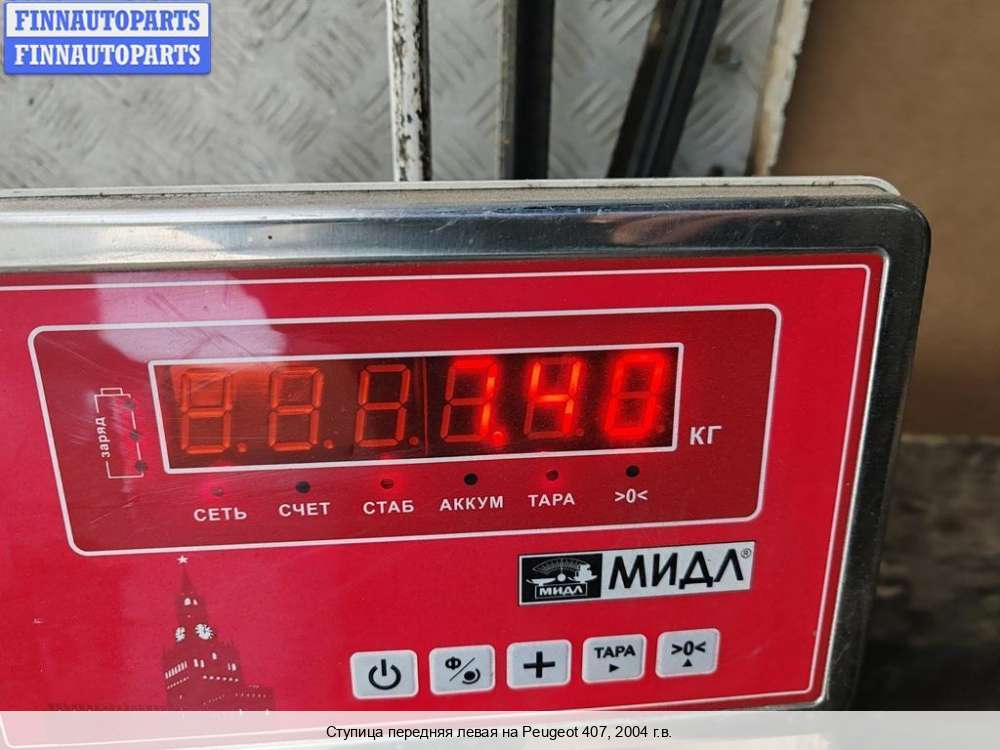 FINNAUTOPARTS
FINNAUTOPARTS
заряд
7.40
КГ
СЕТЬ СЧЕТ СТАБ АККУМ ТАРА >0<
МИДЛ МИДЛ®
Ф/ + ТАРА >0<
Ступица передняя левая на Peugeot 407, 2004 г.в.